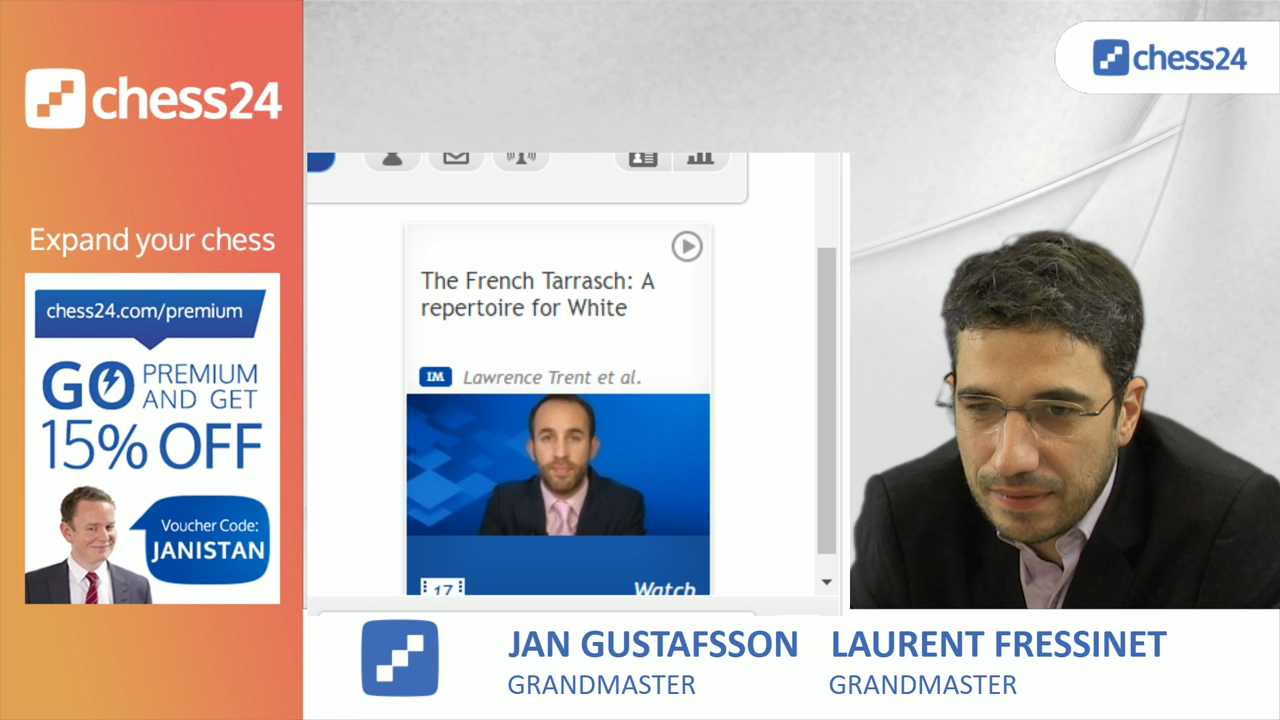 chess24
Expand your chess
chess24.com/premium
GO PREMIUM
AND GET
15% OFF
Voucher Code:
JANISTAN
chess24
The French Tarrasch: A
repertoire for White
IM Lawrence Trent et al.
17 Watch
JAN GUSTAFSSON
GRANDMASTER
LAURENT FRESSINET
GRANDMASTER